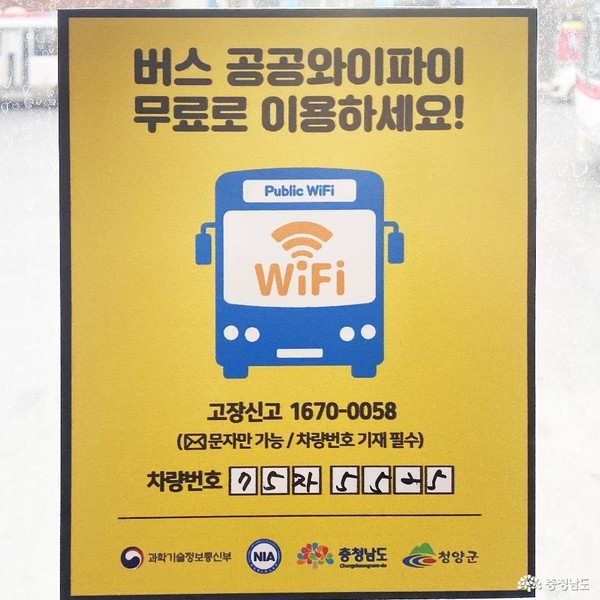 버스 공공와이파이
무료로 이용하세요!
Public WiFi
WiFi
고장신고 1670-0058
(문자만 가능 / 차량번호 기재 필수)
차량번호 75자 5525
과학기술정보통신부 NIA 충청남도 청양군
Chungcheongnam-do
충청남도